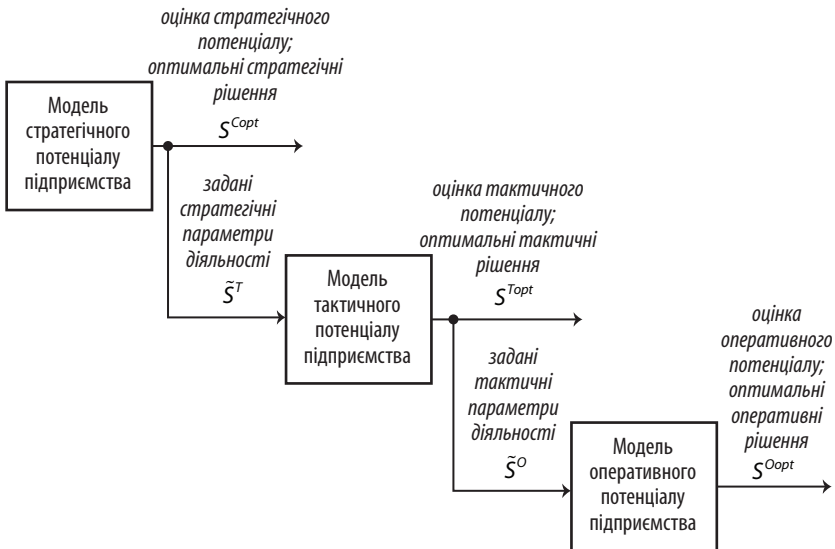 оцінка стратегічного
потенціалу;
оптимальні стратегічні
рішення
S^Copt
Модель
стратегічного
потенціалу
підприємства
задані
стратегічні
параметри
діяльності
S̃^T
оцінка тактичного
потенціалу;
оптимальні тактичні
рішення
S^Topt
Модель
тактичного
потенціалу
підприємства
задані
тактичні
параметри
діяльності
S̃^O
оцінка
оперативного
потенціалу;
оптимальні
оперативні
рішення
S^Oopt
Модель
оперативного
потенціалу
підприємства